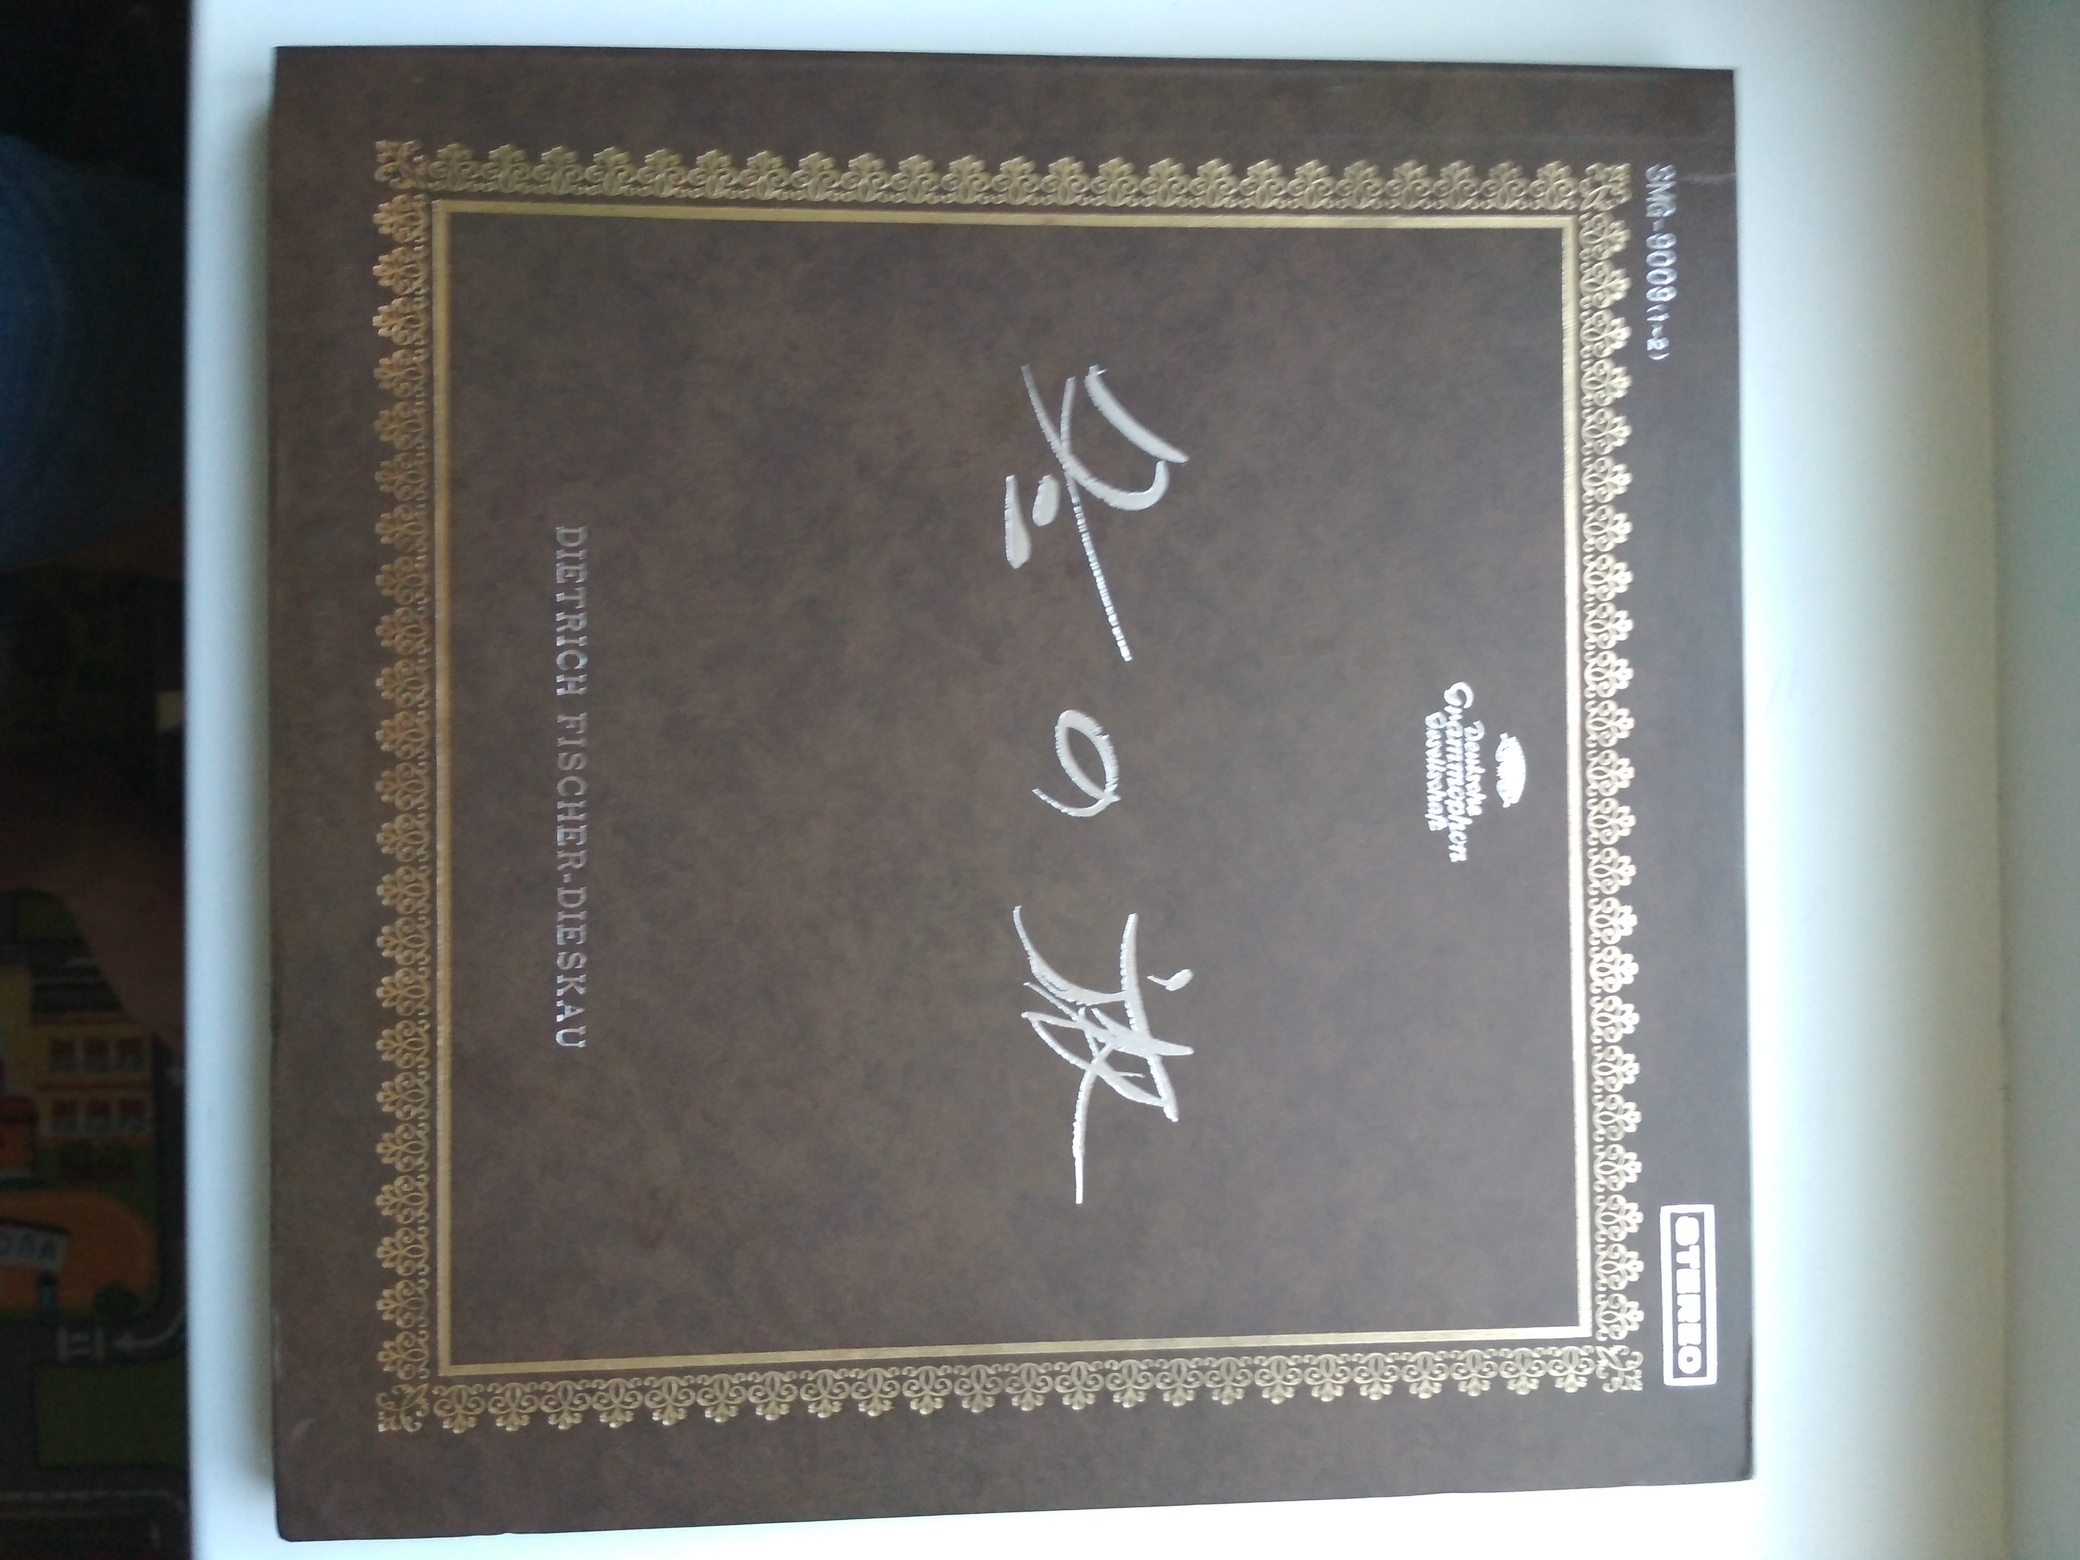 SMG-9009(1~2)
STEREO
Deutsche
Grammophon
Gesellschaft
冬の旅
DIETRICH FISCHER-DIESKAU